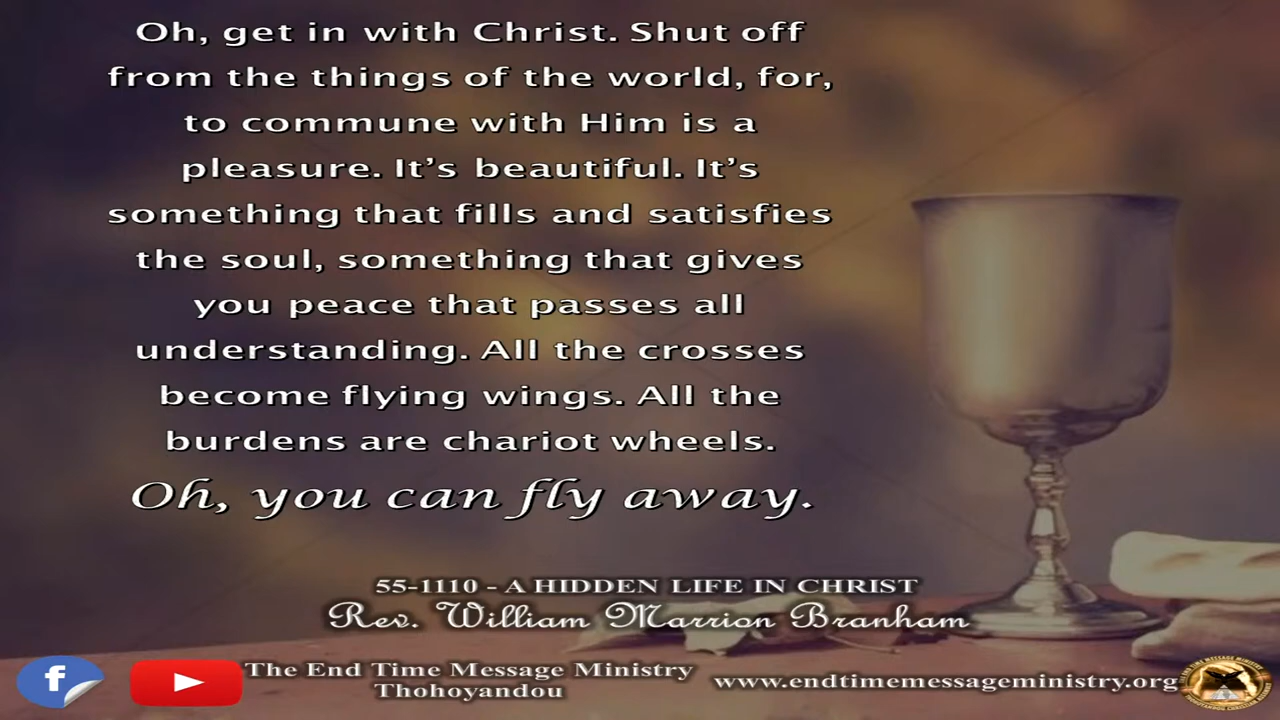 Oh, get in with Christ. Shut off
from the things of the world, for,
to commune with Him is a
pleasure. It’s beautiful. It’s
something that fills and satisfies
the soul, something that gives
you peace that passes all
understanding. All the crosses
become flying wings. All the
burdens are chariot wheels.
Oh, you can fly away.
55-1110 - A HIDDEN LIFE IN CHRIST
Rev. William Marrion Branham
The End Time Message Ministry
Thohoyandou
www.endtimemessageministry.org